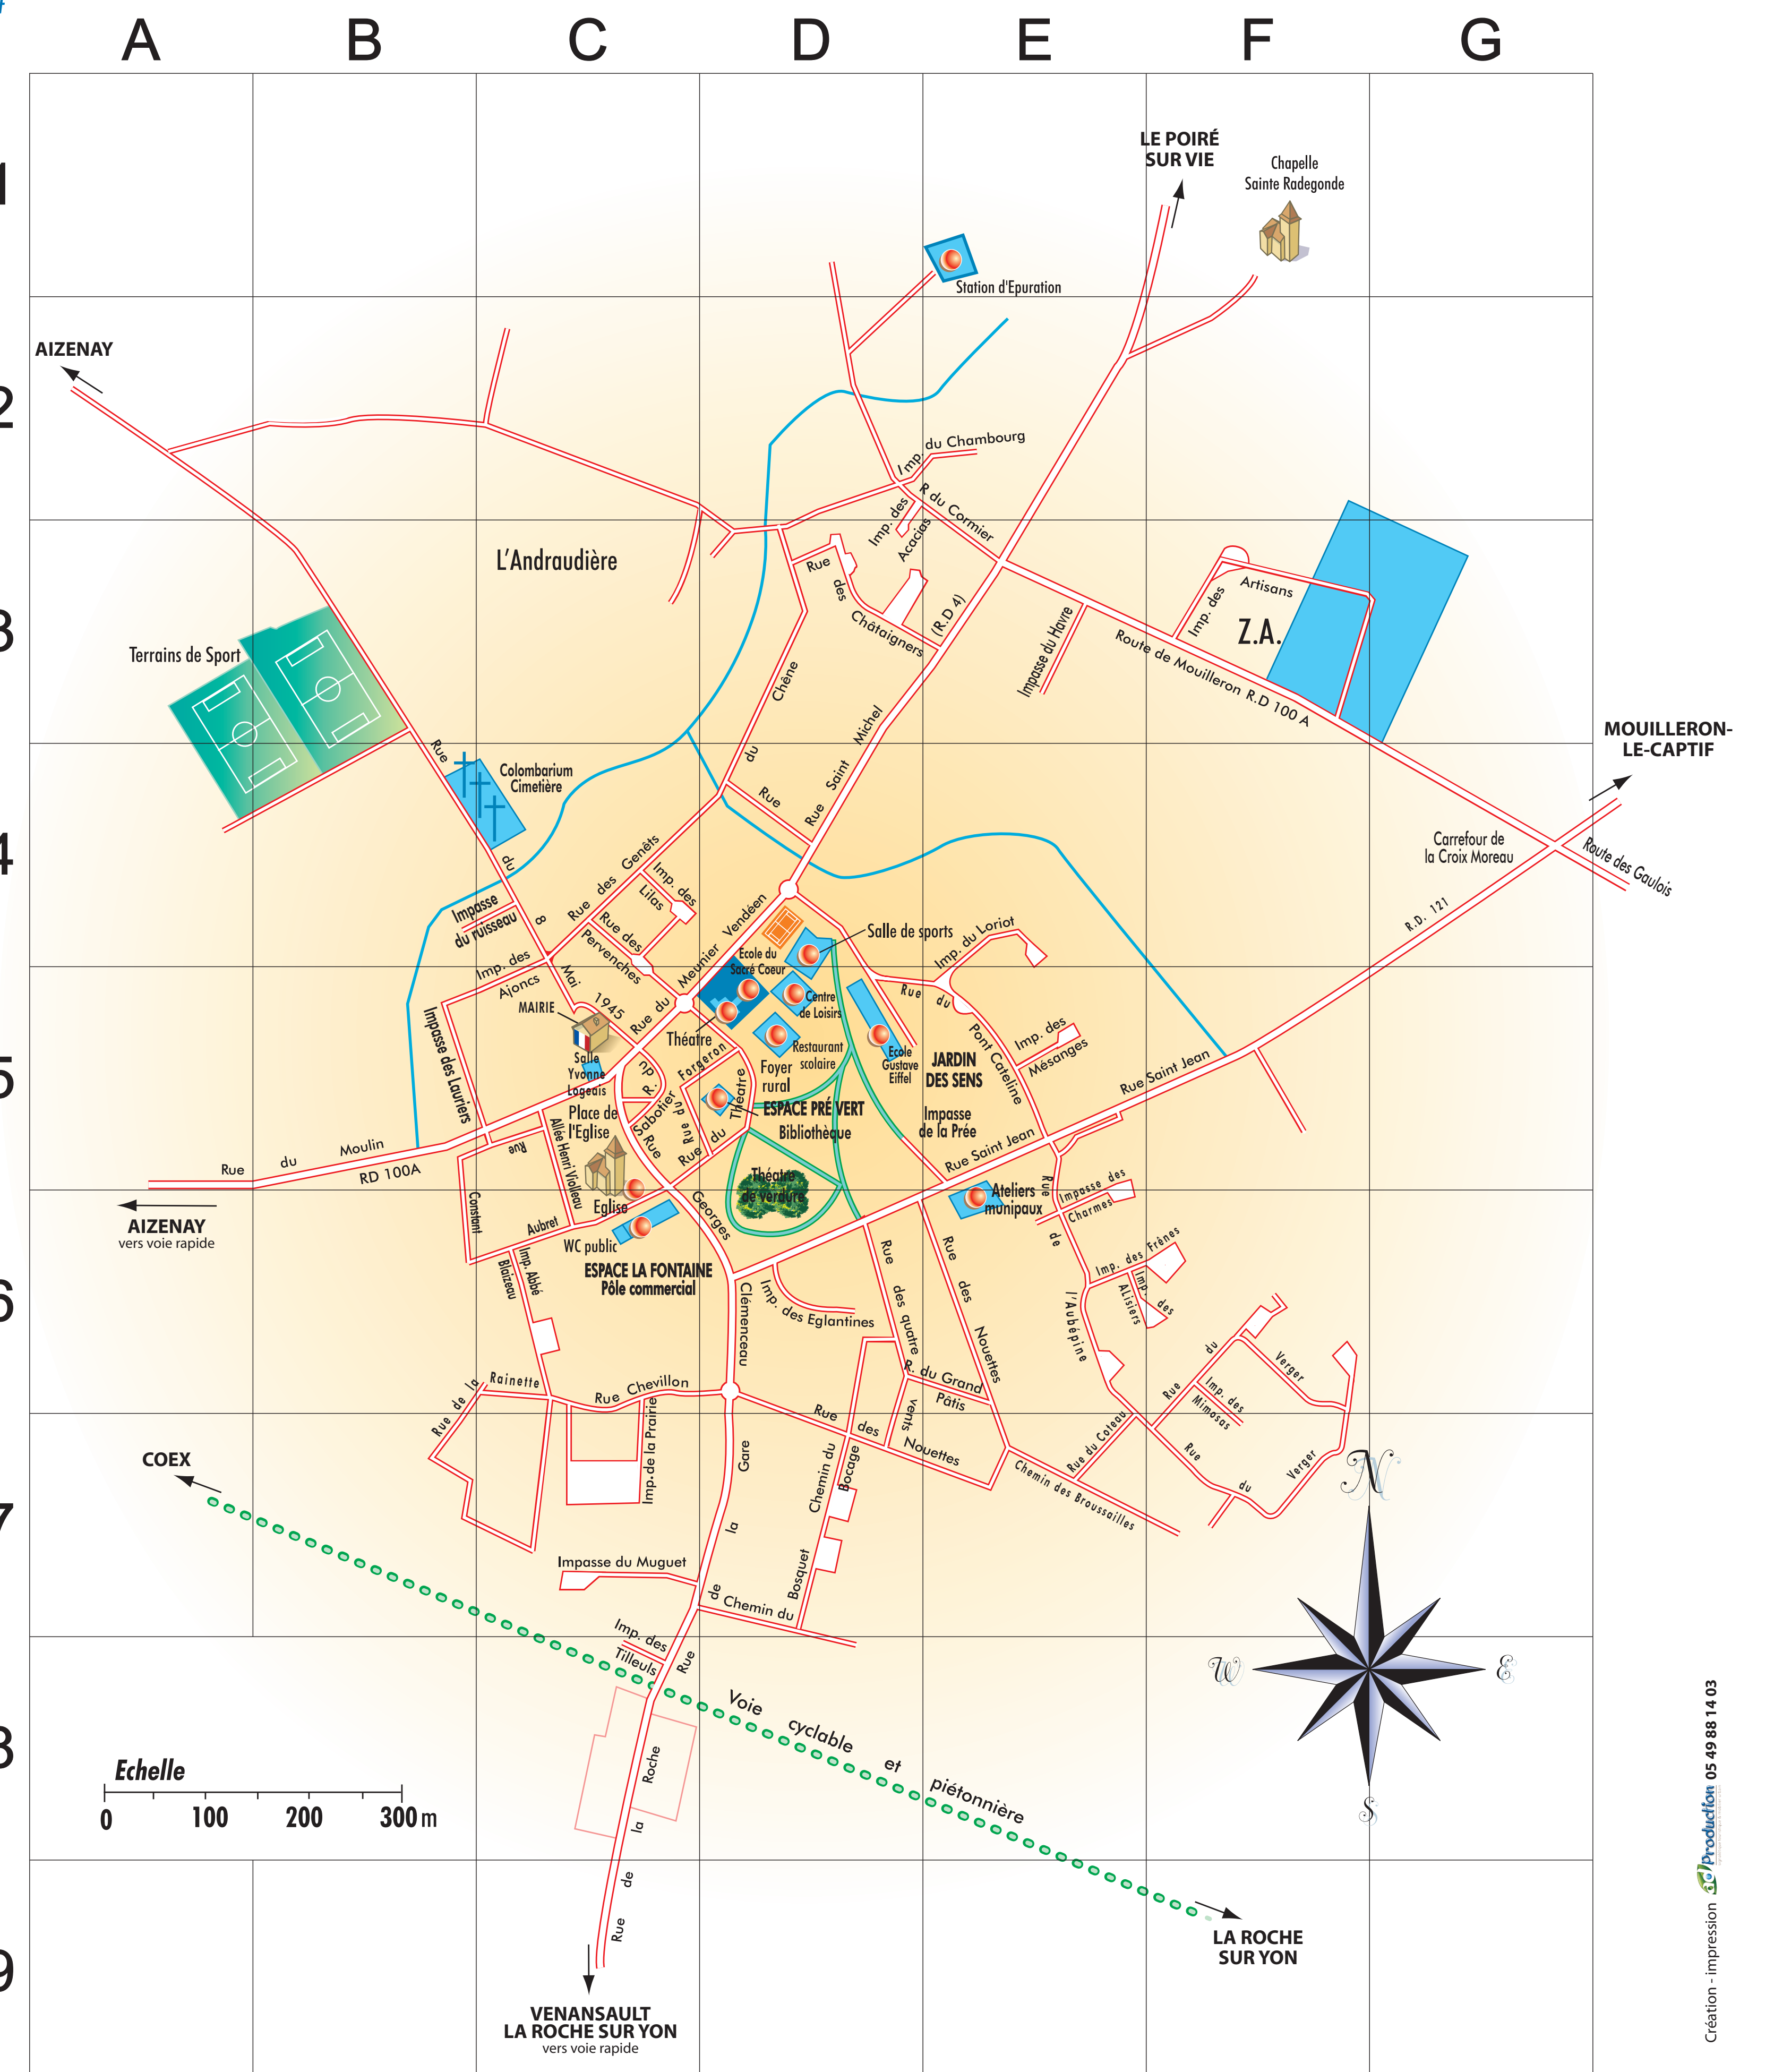 A B C D E F G
1
2
3
4
5
6
7
8
9
LE POIRÉ
SUR VIE
Chapelle
Sainte Radegonde
Station d'Epuration
AIZENAY
Imp. du Chambourg
R du Cormier
Imp. des
Acacias
L'Andraudière
Rue
des
Châtaigners
(R.D 4)
Impasse du Havre
Route de Mouilleron R.D 100 A
Imp. des
Artisans
Z.A.
Terrains de Sport
Chêne
du
Rue
Rue Saint Michel
MOUILLERON-
LE-CAPTIF
Rue
du
8
Mai
1945
Colombarium
Cimetière
Carrefour de
la Croix Moreau
Route des Gaulois
R.D. 121
Rue des Genêts
Imp. des
Lilas
Impasse
du ruisseau
Rue des
Pervenches
Imp. des
Ajoncs
Rue du Meunier Vendéen
Ecole du
Sacré Coeur
Salle de sports
Imp. du Loriot
Centre
de Loisirs
Rue du
Pont Cateline
MAIRIE
Théatre
Restaurant
scolaire
Foyer
rural
Ecole
Gustave
Eiffel
JARDIN
DES SENS
Imp. des
Mésanges
Rue Saint Jean
Salle
Yvonne
Logeais
Impasse des Lauriers
R.
du
Sabotier
Rue du
Forgeron
Rue du
Théatre
ESPACE PRÉ VERT
Bibliothèque
Impasse
de la Prée
Place de
l'Eglise
Allée Henri Violleau
Rue du Moulin
RD 100A
Rue
Constant
Rue Saint Jean
AIZENAY
vers voie rapide
Eglise
Théatre
de verdure
Ateliers
munipaux
Rue
de
l'Aubépine
Impasse des
Charmes
Aubret
WC public
ESPACE LA FONTAINE
Pôle commercial
Rue
Georges
Clémenceau
Imp. Abbé
Blaizeau
Imp. des Eglantines
Rue
des quatre
vents
Rue
des
Nouettes
Imp. des Frênes
Imp. des
ALisiers
R. du Grand
Pâtis
Rue
du
Verger
Imp. des
Mimosas
Rue
du
Verger
Rue de la
Rainette
Rue Chevillon
Imp. de la Prairie
Rue
des
Nouettes
Rue du Coteau
Chemin des Broussailles
COEX
Gare
la
de
Rue
Chemin du
Bocage
Impasse du Muguet
Bosquet
Chemin du
Imp. des
Tilleuls
N
W
E
S
Voie cyclable et piétonnière
Echelle
0 100 200 300 m
Rue de la Roche
LA ROCHE
SUR YON
VENANSAULT
LA ROCHE SUR YON
vers voie rapide
Création - impression Production 05 49 88 14 03